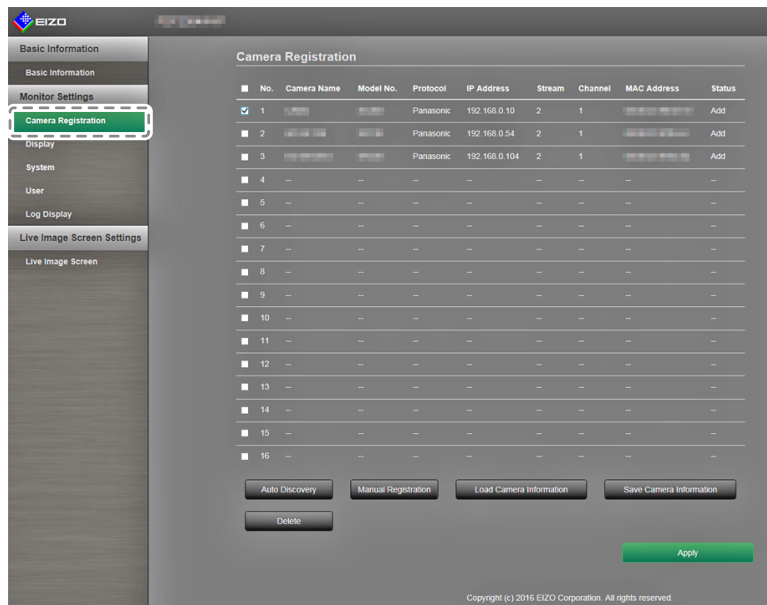 EIZO
Basic Information
Basic Information
Monitor Settings
Camera Registration
Display
System
User
Log Display
Live Image Screen Settings
Live Image Screen
Camera Registration
No. Camera Name Model No. Protocol IP Address Stream Channel MAC Address Status
1 Panasonic 192.168.0.10 2 1 Add
2 Panasonic 192.168.0.54 2 1 Add
3 Panasonic 192.168.0.104 2 1 Add
4 -- -- -- -- -- -- -- --
5 -- -- -- -- -- -- -- --
6 -- -- -- -- -- -- -- --
7 -- -- -- -- -- -- -- --
8 -- -- -- -- -- -- -- --
9 -- -- -- -- -- -- -- --
10 -- -- -- -- -- -- -- --
11 -- -- -- -- -- -- -- --
12 -- -- -- -- -- -- -- --
13 -- -- -- -- -- -- -- --
14 -- -- -- -- -- -- -- --
15 -- -- -- -- -- -- -- --
16 -- -- -- -- -- -- -- --
Auto Discovery Manual Registration Load Camera Information Save Camera Information
Delete
Apply
Copyright (c) 2016 EIZO Corporation. All rights reserved.